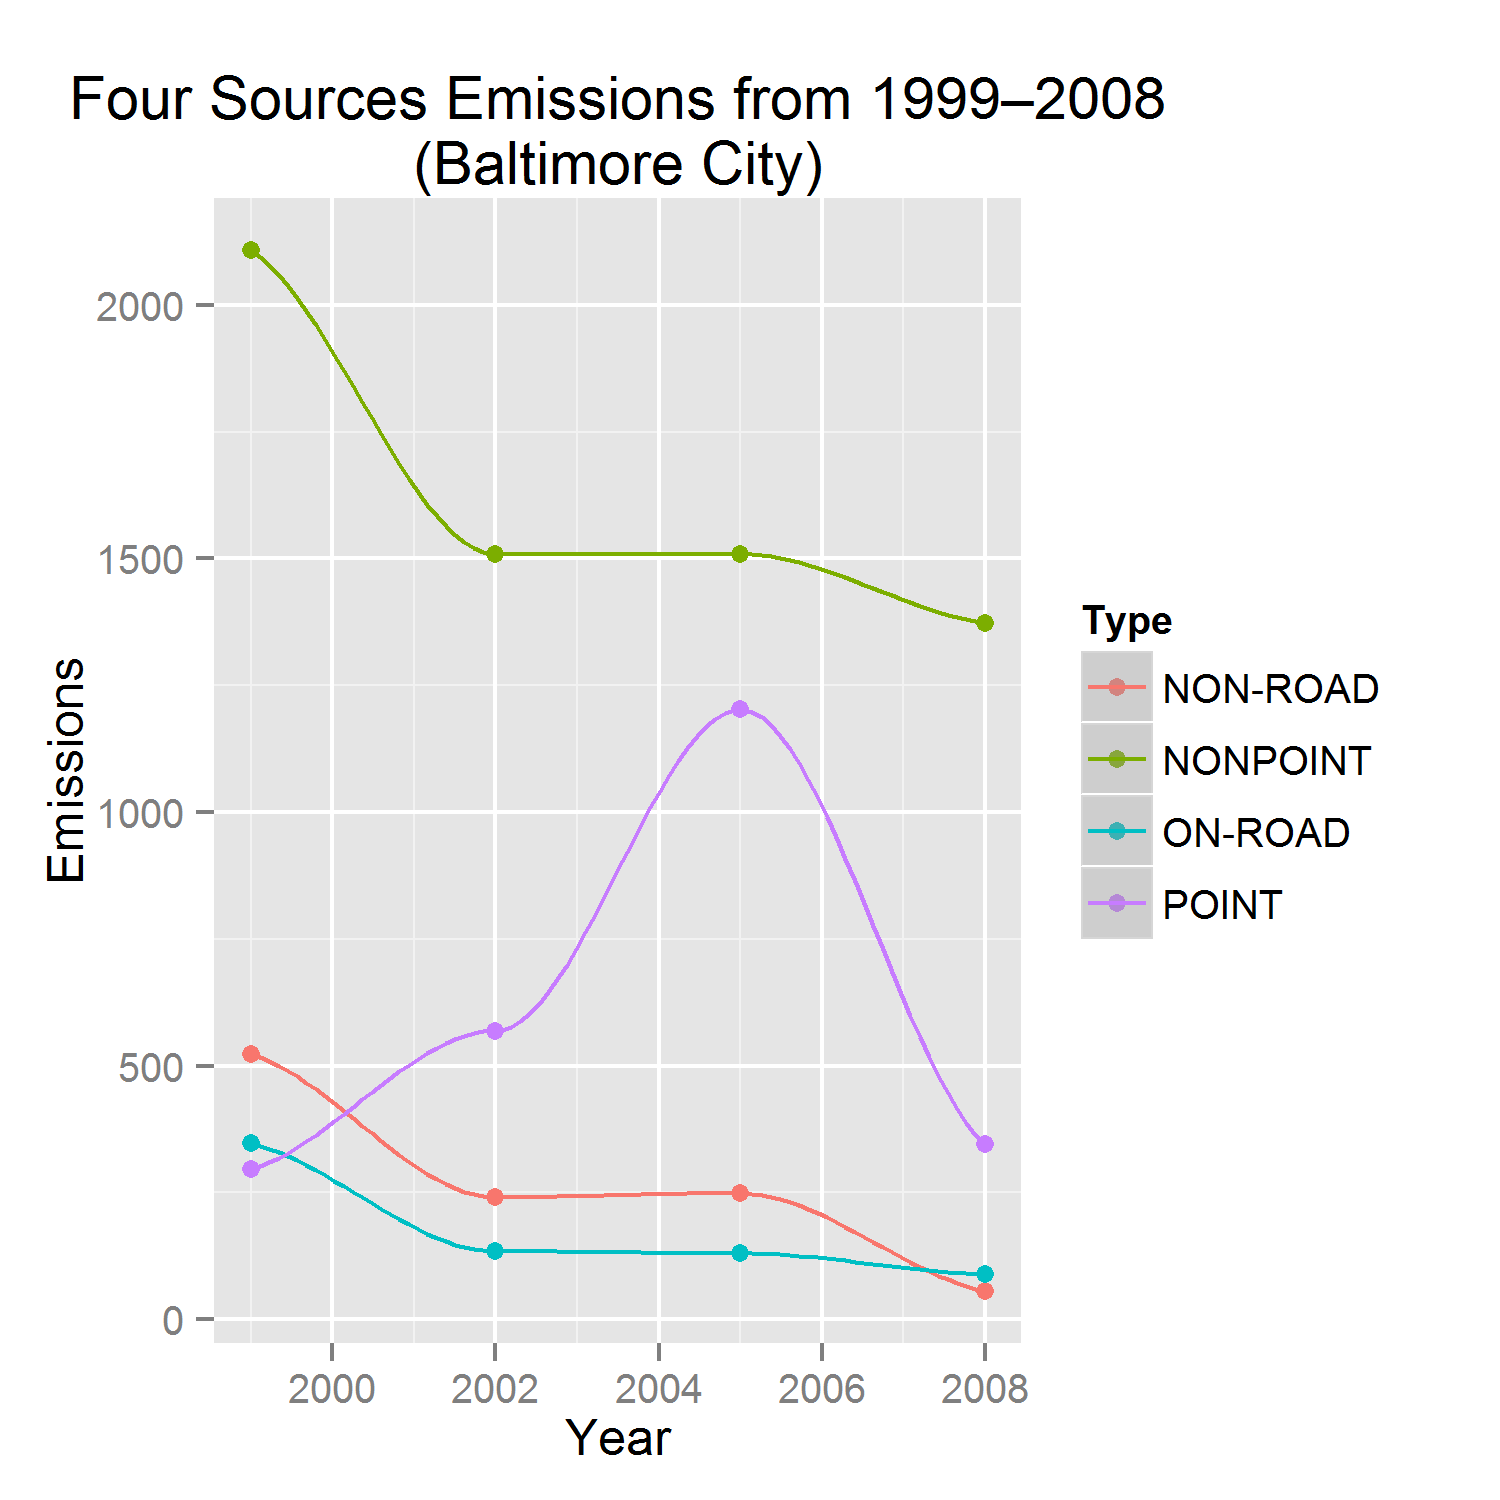 Four Sources Emissions from 1999–2008
(Baltimore City)
2000
1500
1000
500
0
Emissions
2000 2002 2004 2006 2008
Year
Type
NON-ROAD
NONPOINT
ON-ROAD
POINT